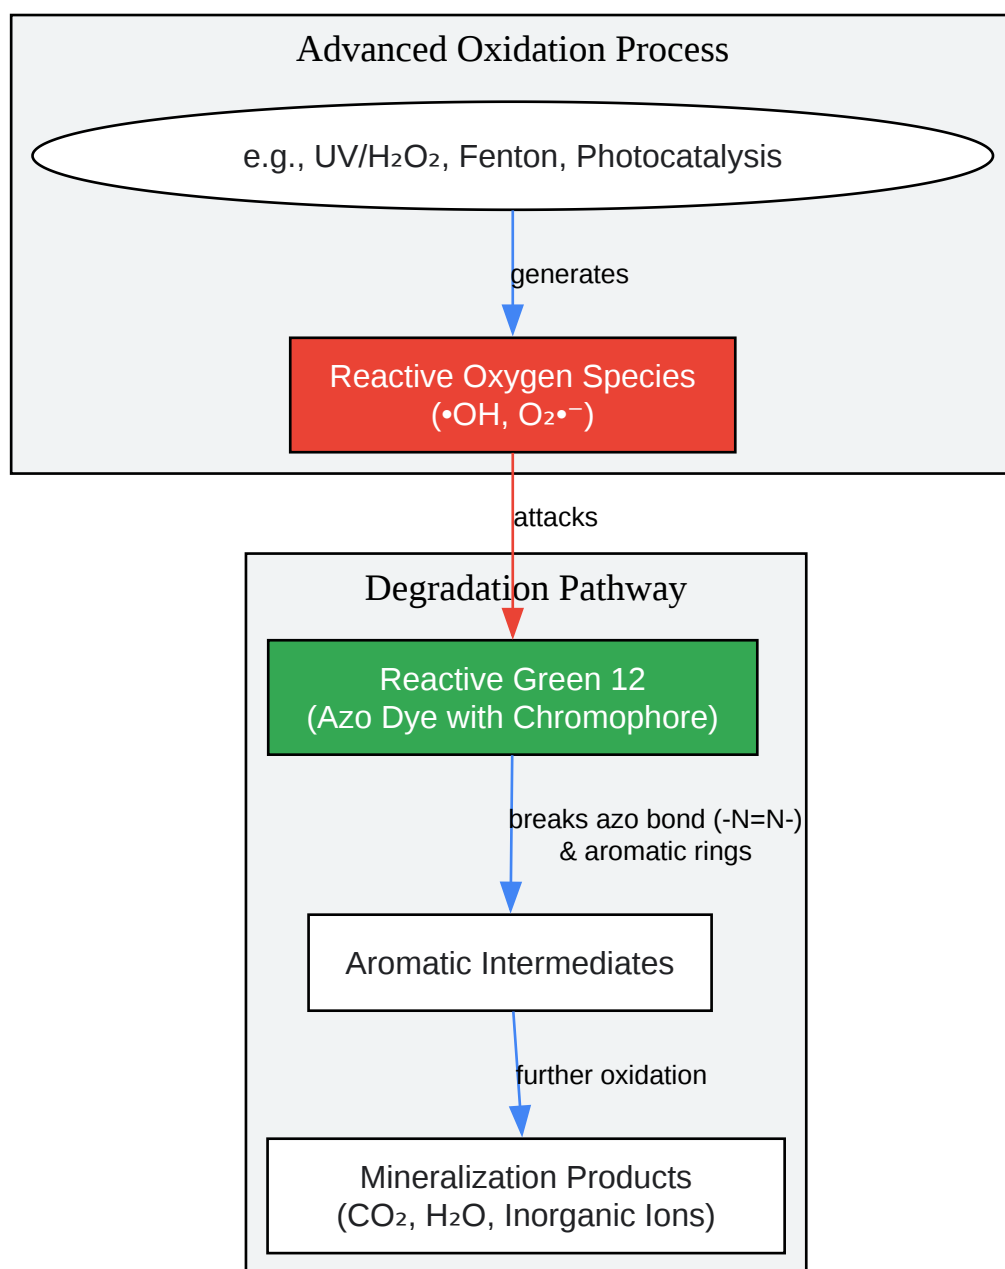 Advanced Oxidation Process
e.g., UV/H₂O₂, Fenton, Photocatalysis
generates
Reactive Oxygen Species
(•OH, O₂•⁻)
attacks
Degradation Pathway
Reactive Green 12
(Azo Dye with Chromophore)
breaks azo bond (-N=N-)
& aromatic rings
Aromatic Intermediates
further oxidation
Mineralization Products
(CO₂, H₂O, Inorganic Ions)